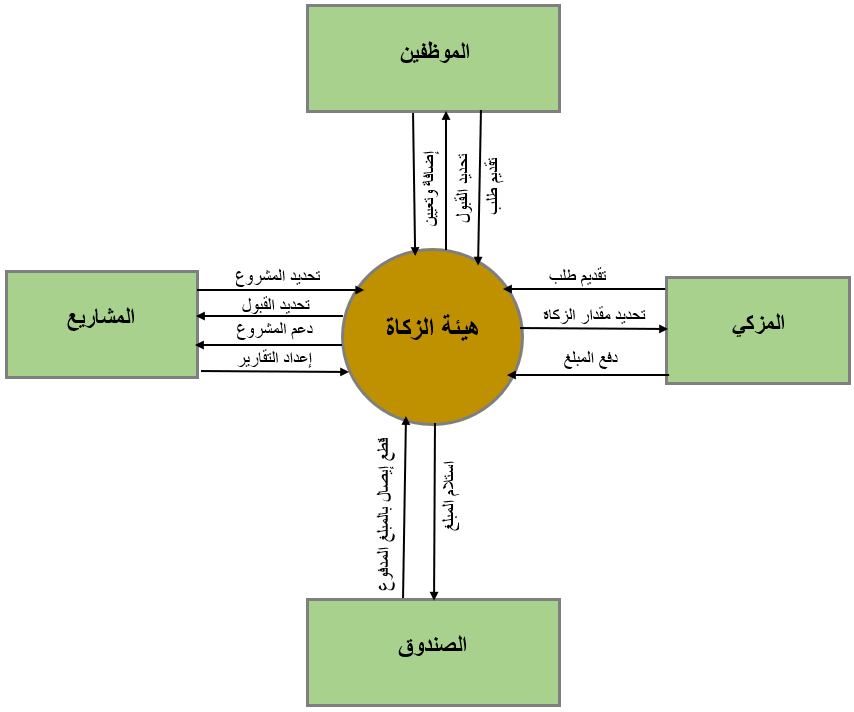 الموظفين
إضافة وتعيين
تحديد القبول
تقديم طلب
تحديد المشروع
تحديد القبول
دعم المشروع
إعداد التقارير
المشاريع
هيئة الزكاة
تقديم طلب
تحديد مقدار الزكاة
دفع المبلغ
المزكي
قطع إيصال بالمبلغ المدفوع
استلام المبلغ
الصندوق